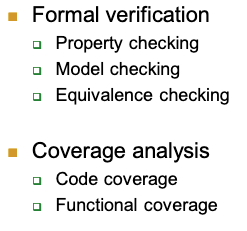 Formal verification
Property checking
Model checking
Equivalence checking
Coverage analysis
Code coverage
Functional coverage